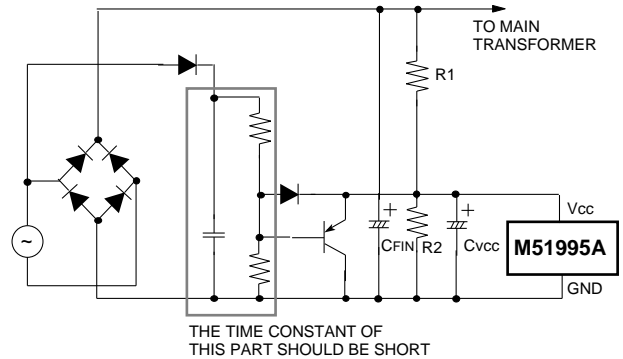 TO MAIN
TRANSFORMER
R1
~
+
+
CFIN
R2
CVCC
Vcc
M51995A
GND
THE TIME CONSTANT OF
THIS PART SHOULD BE SHORT